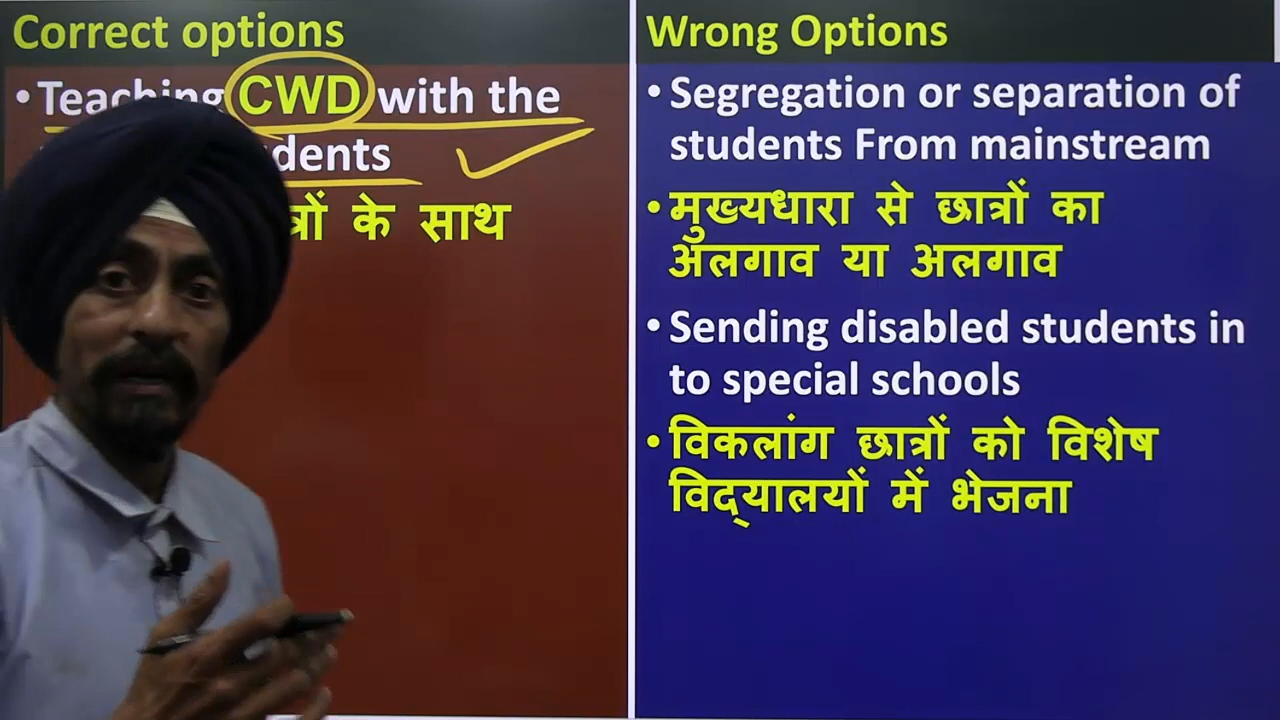 Correct options
• Teaching CWD with the
dents
त्रों के साथ
Wrong Options
• Segregation or separation of
students From mainstream
• मुख्यधारा से छात्रों का
अलगाव या अलगाव
• Sending disabled students in
to special schools
• विकलांग छात्रों को विशेष
विद्यालयों में भेजना